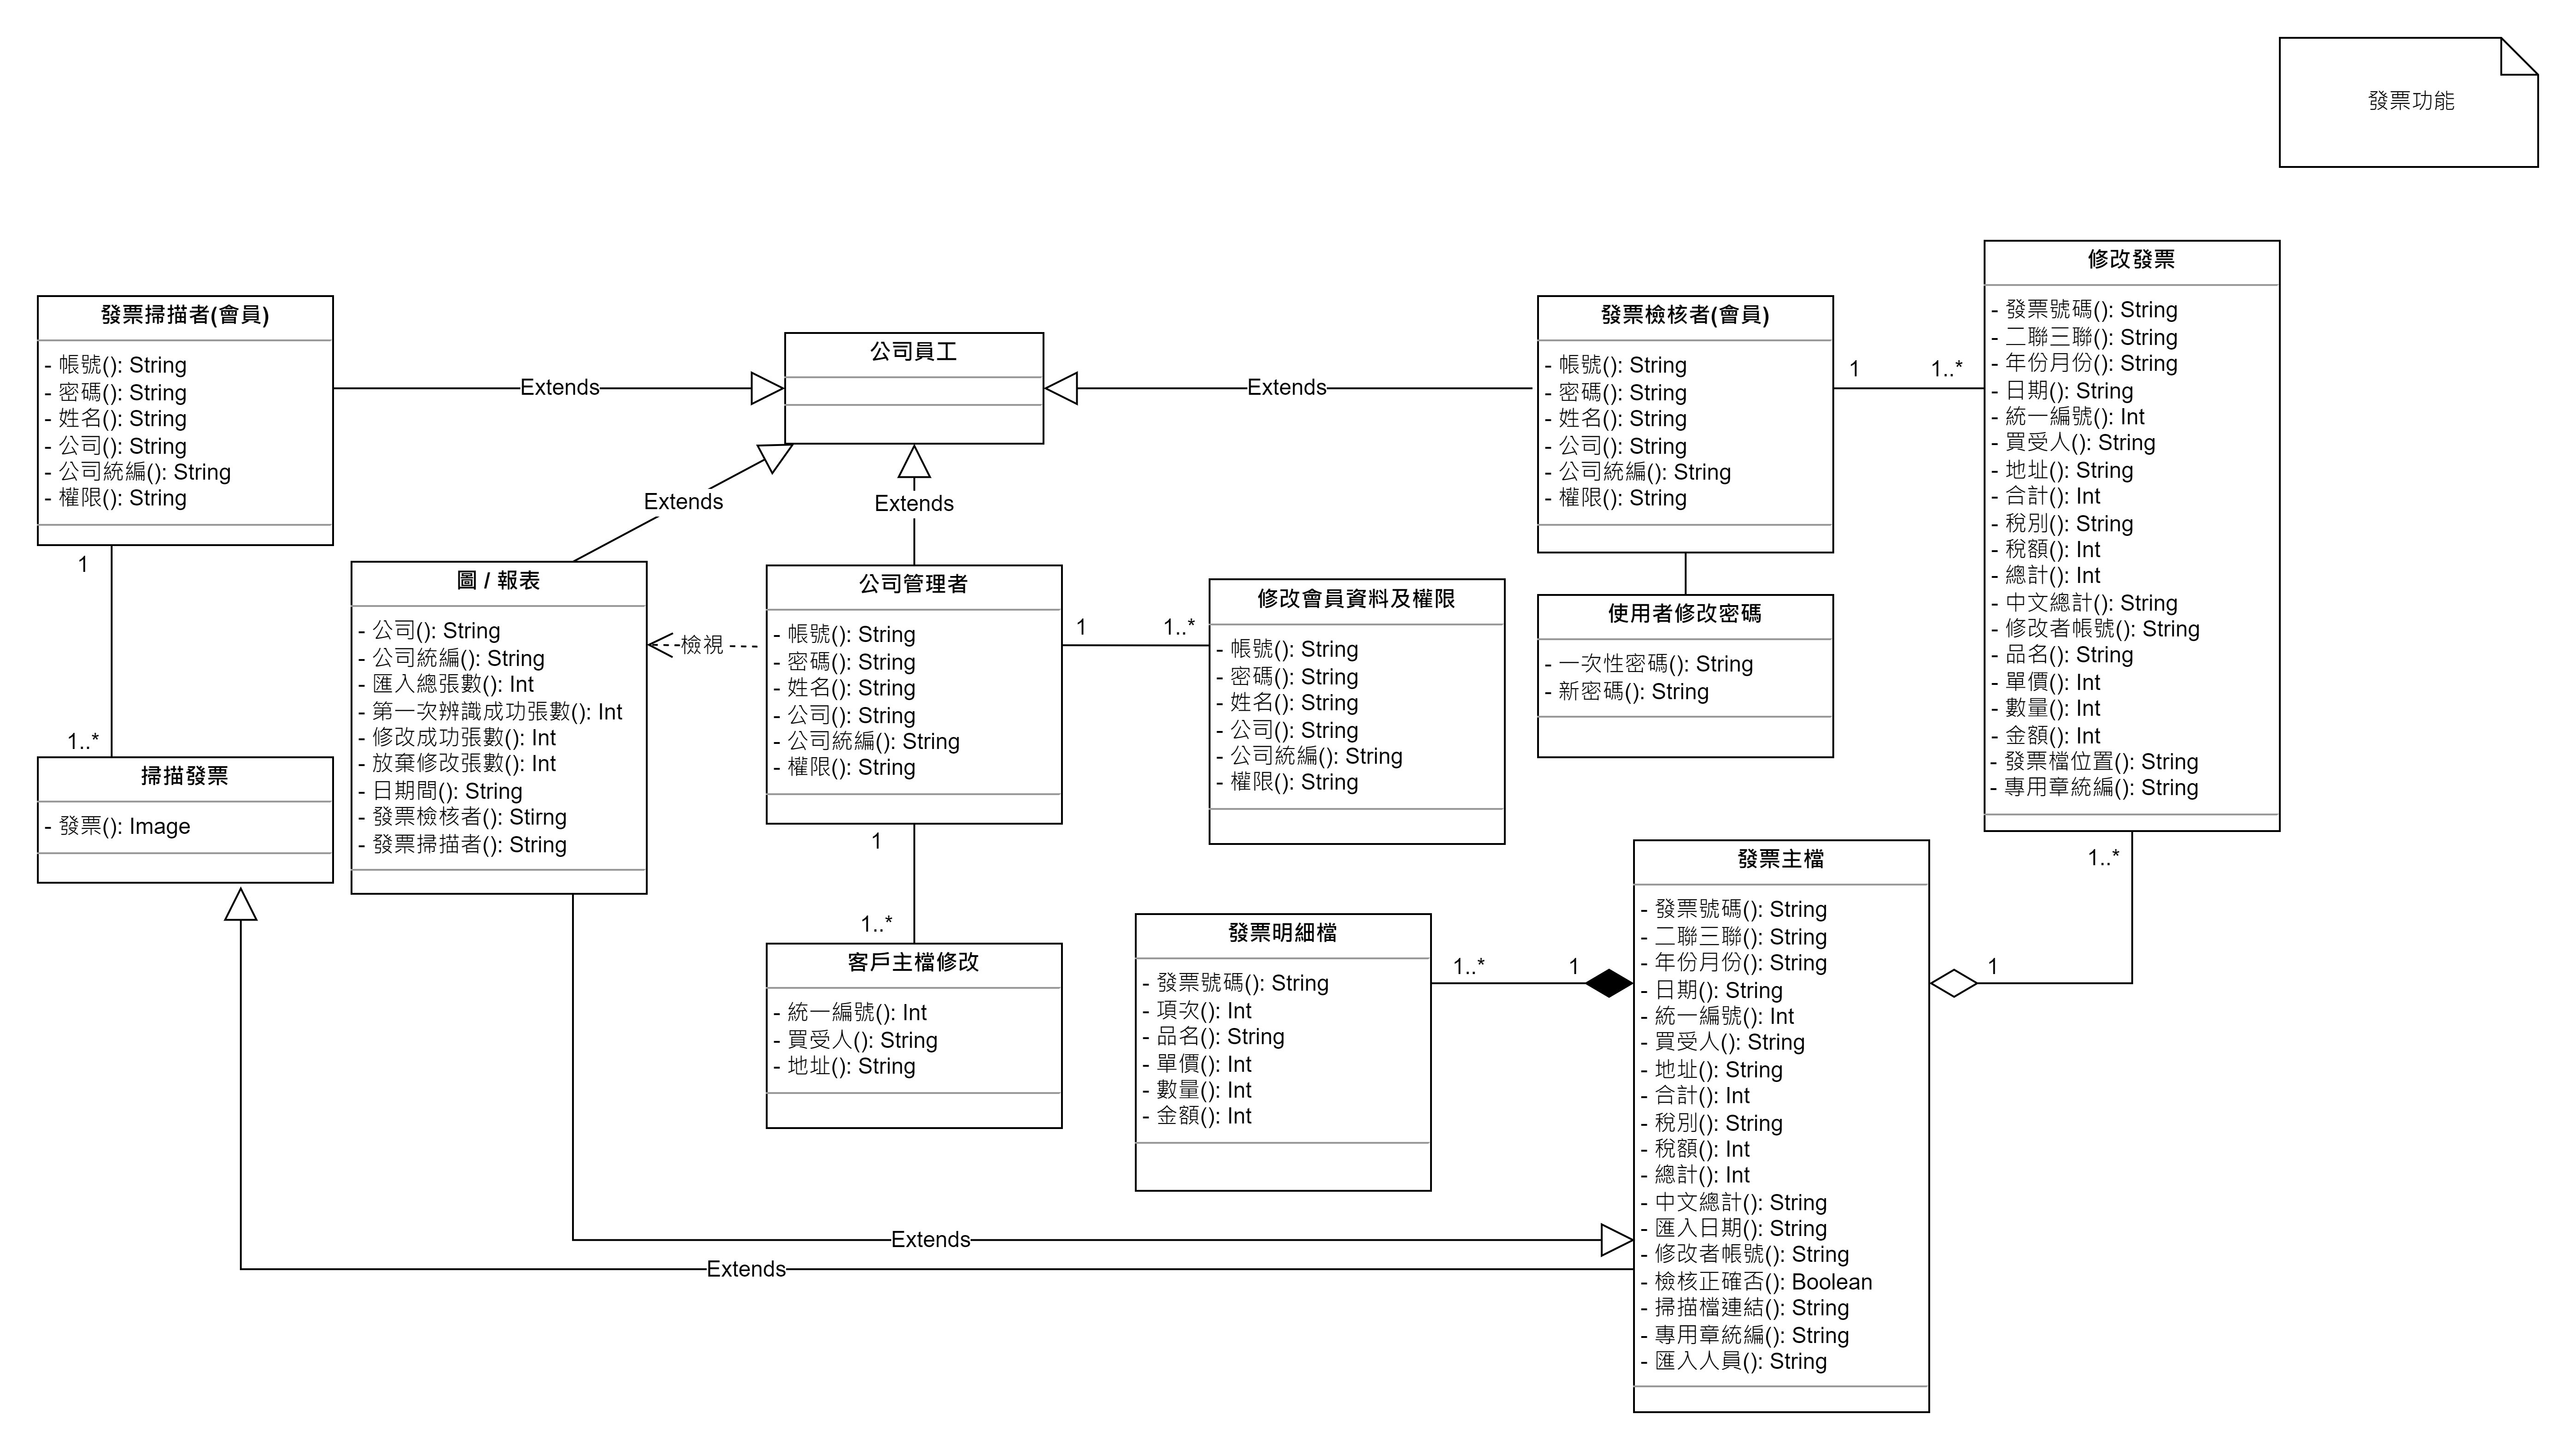 發票功能
發票掃描者(會員)
- 帳號(): String
- 密碼(): String
- 姓名(): String
- 公司(): String
- 公司統編(): String
- 權限(): String
Extends
公司員工
Extends
發票檢核者(會員)
- 帳號(): String
- 密碼(): String
- 姓名(): String
- 公司(): String
- 公司統編(): String
- 權限(): String
1
1..*
修改發票
- 發票號碼(): String
- 二聯三聯(): String
- 年份月份(): String
- 日期(): String
- 統一編號(): Int
- 買受人(): String
- 地址(): String
- 合計(): Int
- 稅別(): String
- 稅額(): Int
- 總計(): Int
- 中文總計(): String
- 修改者帳號(): String
- 品名(): String
- 單價(): Int
- 數量(): Int
- 金額(): Int
- 發票檔位置(): String
- 專用章統編(): String
Extends
Extends
1
1..*
掃描發票
- 發票(): Image
圖 / 報表
- 公司(): String
- 公司統編(): String
- 匯入總張數(): Int
- 第一次辨識成功張數(): Int
- 修改成功張數(): Int
- 放棄修改張數(): Int
- 日期間(): String
- 發票檢核者(): Stirng
- 發票掃描者(): String
檢視
公司管理者
- 帳號(): String
- 密碼(): String
- 姓名(): String
- 公司(): String
- 公司統編(): String
- 權限(): String
1
1..*
修改會員資料及權限
- 帳號(): String
- 密碼(): String
- 姓名(): String
- 公司(): String
- 公司統編(): String
- 權限(): String
使用者修改密碼
- 一次性密碼(): String
- 新密碼(): String
1
1..*
客戶主檔修改
- 統一編號(): Int
- 買受人(): String
- 地址(): String
發票明細檔
- 發票號碼(): String
- 項次(): Int
- 品名(): String
- 單價(): Int
- 數量(): Int
- 金額(): Int
1..*
1
發票主檔
- 發票號碼(): String
- 二聯三聯(): String
- 年份月份(): String
- 日期(): String
- 統一編號(): Int
- 買受人(): String
- 地址(): String
- 合計(): Int
- 稅別(): String
- 稅額(): Int
- 總計(): Int
- 中文總計(): String
- 匯入日期(): String
- 修改者帳號(): String
- 檢核正確否(): Boolean
- 掃描檔連結(): String
- 專用章統編(): String
- 匯入人員(): String
1..*
1
Extends
Extends